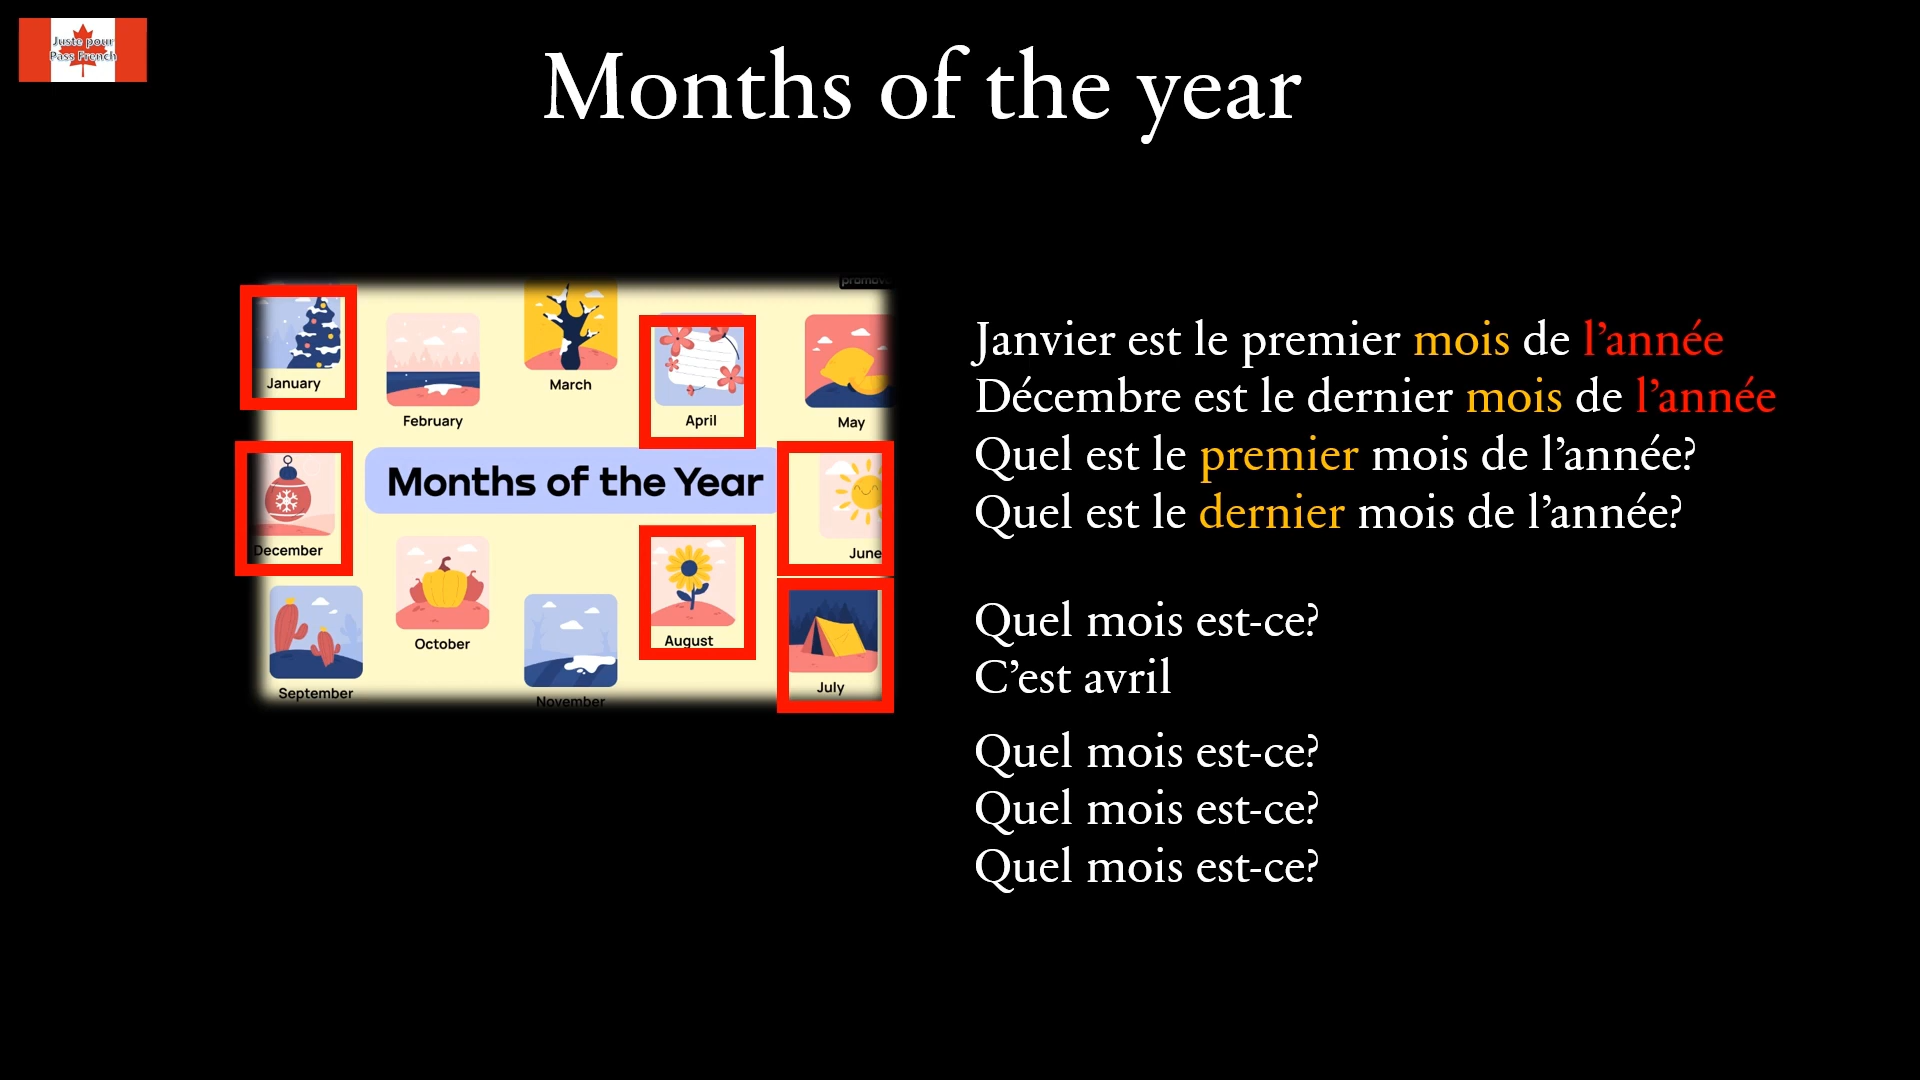 Juste pour
Pass French
Months of the year
January
February
March
April
May
December
Months of the Year
June
September
October
November
August
July
Janvier est le premier mois de l’année
Décembre est le dernier mois de l’année
Quel est le premier mois de l’année?
Quel est le dernier mois de l’année?
Quel mois est-ce?
C’est avril
Quel mois est-ce?
Quel mois est-ce?
Quel mois est-ce?